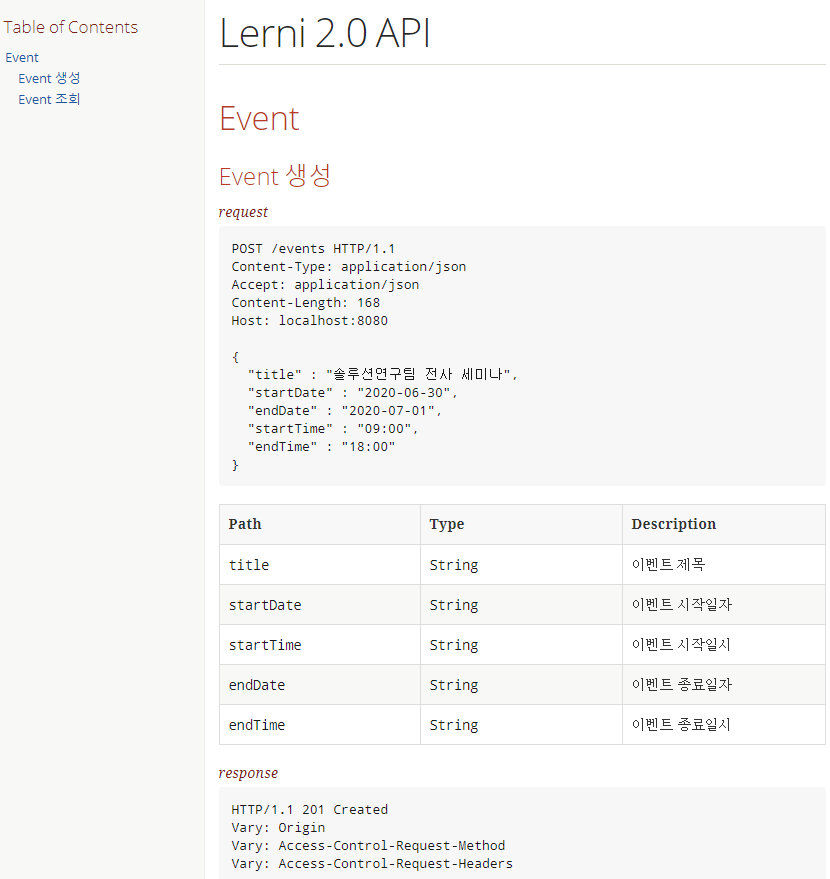 Table of Contents
Event
Event 생성
Event 조회
Lerni 2.0 API
Event
Event 생성
request
POST /events HTTP/1.1
Content-Type: application/json
Accept: application/json
Content-Length: 168
Host: localhost:8080
{
"title" : "솔루션연구팀 전사 세미나",
"startDate" : "2020-06-30",
"endDate" : "2020-07-01",
"startTime" : "09:00",
"endTime" : "18:00"
}
Path Type Description
title String 이벤트 제목
startDate String 이벤트 시작일자
startTime String 이벤트 시작일시
endDate String 이벤트 종료일자
endTime String 이벤트 종료일시
response
HTTP/1.1 201 Created
Vary: Origin
Vary: Access-Control-Request-Method
Vary: Access-Control-Request-Headers